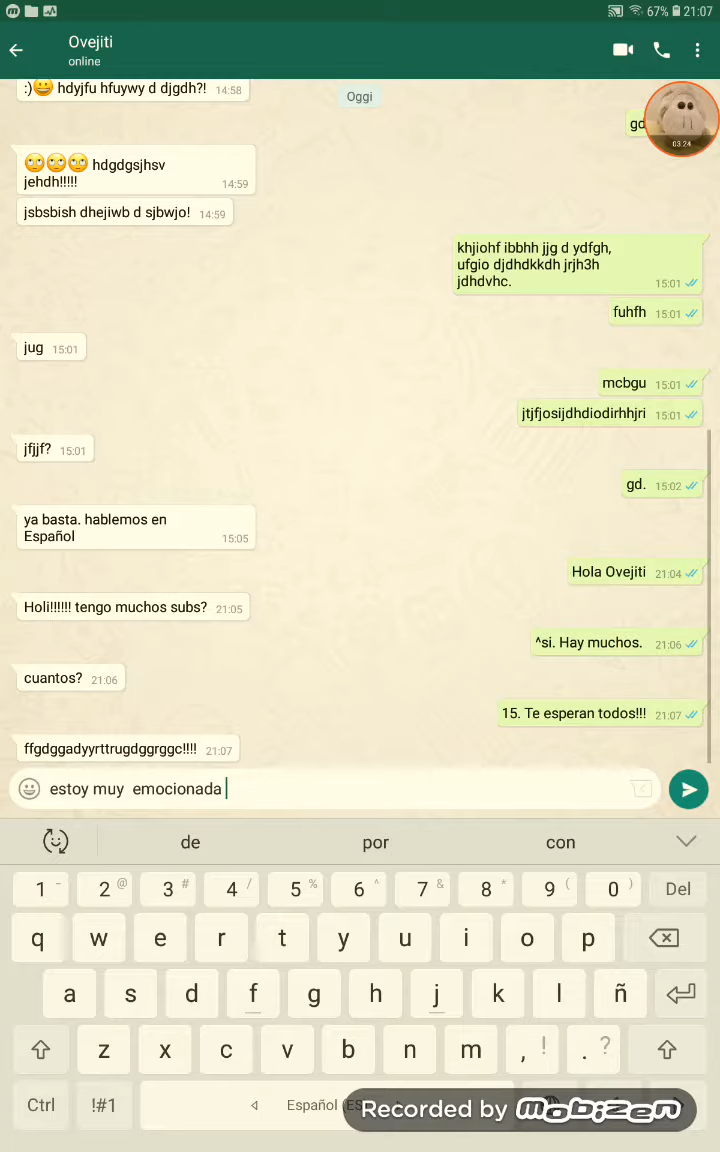 67% 21:07
Ovejiti
online
:)😀 hdyjfu hfuywy d djgdh?! 14:58
Oggi
gd
03:24
🙄🙄🙄 hdgdgsjhsv
jehdh!!!!! 14:59
jsbsbish dhejiwb d sjbwjo! 14:59
khjiohf ibbhh jjg d ydfgh,
ufgio djdhdkkdh jrjh3h
jdhdvhc. 15:01
fuhfh 15:01
jug 15:01
mcbgu 15:01
jtjfjosijdhdiodirhhjri 15:01
jfjjf? 15:01
gd. 15:02
ya basta. hablemos en
Español 15:05
Hola Ovejiti 21:04
Holi!!!!!! tengo muchos subs? 21:05
^si. Hay muchos. 21:06
cuantos? 21:06
15. Te esperan todos!!! 21:07
ffgdggadyyrttrugdggrggc!!!! 21:07
estoy muy  emocionada
de por con
1 - 2 @ 3 # 4 / 5 % 6 ^ 7 & 8 * 9 ( 0 ) Del
q w e r t y u i o p
a s d f g h j k l ñ
z x c v b n m , ! . ?
Ctrl !#1 Español (ES
Recorded by mobizen